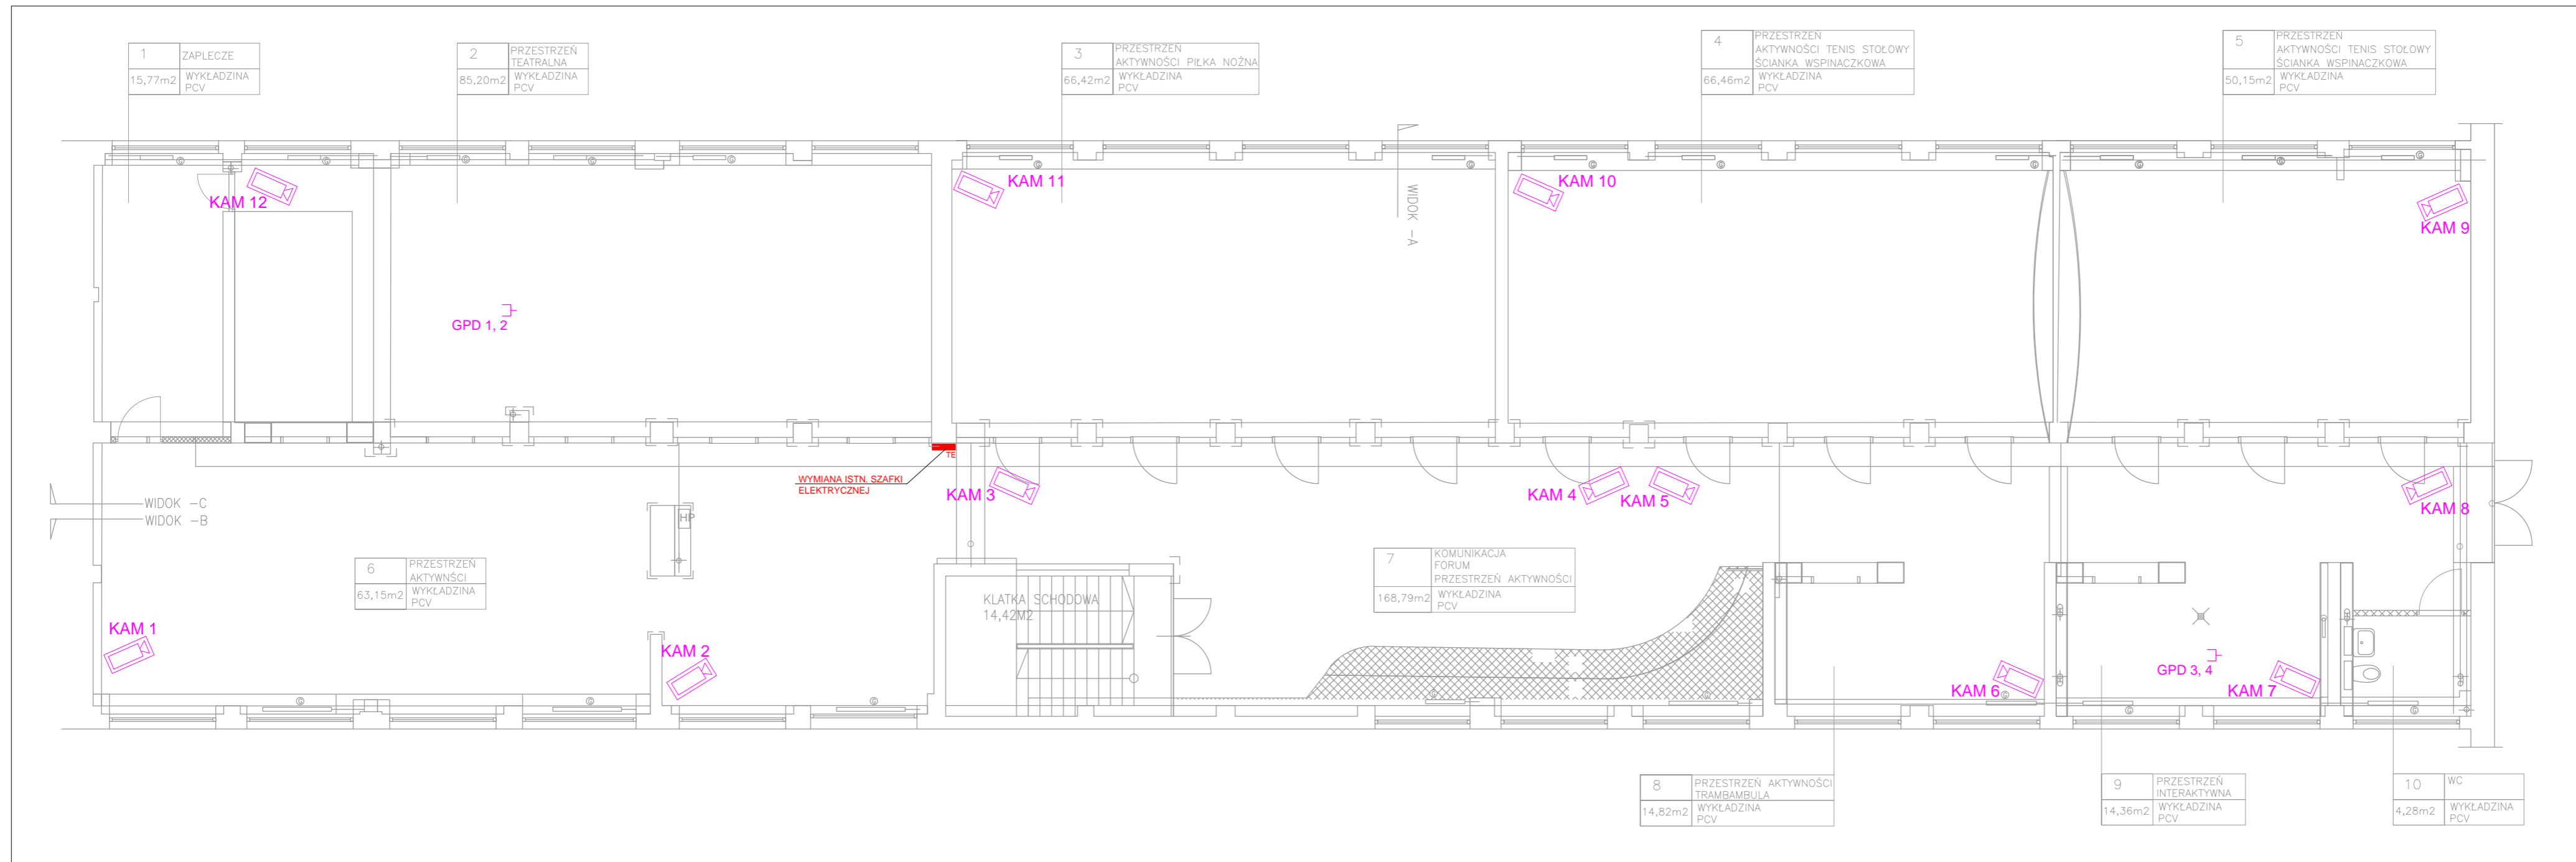 1
ZAPLECZE
15,77m2
WYKŁADZINA
PCV
2
PRZESTRZEŃ
TEATRALNA
85,20m2
WYKŁADZINA
PCV
3
PRZESTRZEŃ
AKTYWNOŚCI PIŁKA NOŻNA
66,42m2
WYKŁADZINA
PCV
4
PRZESTRZEŃ
AKTYWNOŚCI TENIS STOŁOWY
ŚCIANKA WSPINACZKOWA
66,46m2
WYKŁADZINA
PCV
5
PRZESTRZEŃ
AKTYWNOŚCI TENIS STOŁOWY
ŚCIANKA WSPINACZKOWA
50,15m2
WYKŁADZINA
PCV
KAM 12
KAM 11
WIDOK -A
KAM 10
KAM 9
GPD 1, 2
TE
WYMIANA ISTN. SZAFKI
ELEKTRYCZNEJ
KAM 3
KAM 4
KAM 5
KAM 8
WIDOK -C
WIDOK -B
HP
6
PRZESTRZEŃ
AKTYWNŚCI
63,15m2
WYKŁADZINA
PCV
7
KOMUNIKACJA
FORUM
PRZESTRZEŃ AKTYWNOŚCI
168,79m2
WYKŁADZINA
PCV
KLATKA SCHODOWA
14,42M2
KAM 1
KAM 2
KAM 6
GPD 3, 4
KAM 7
8
PRZESTRZEŃ AKTYWNOŚCI
TRAMBAMBULA
14,82m2
WYKŁADZINA
PCV
9
PRZESTRZEŃ
INTERAKTYWNA
14,36m2
WYKŁADZINA
PCV
10
WC
4,28m2
WYKŁADZINA
PCV